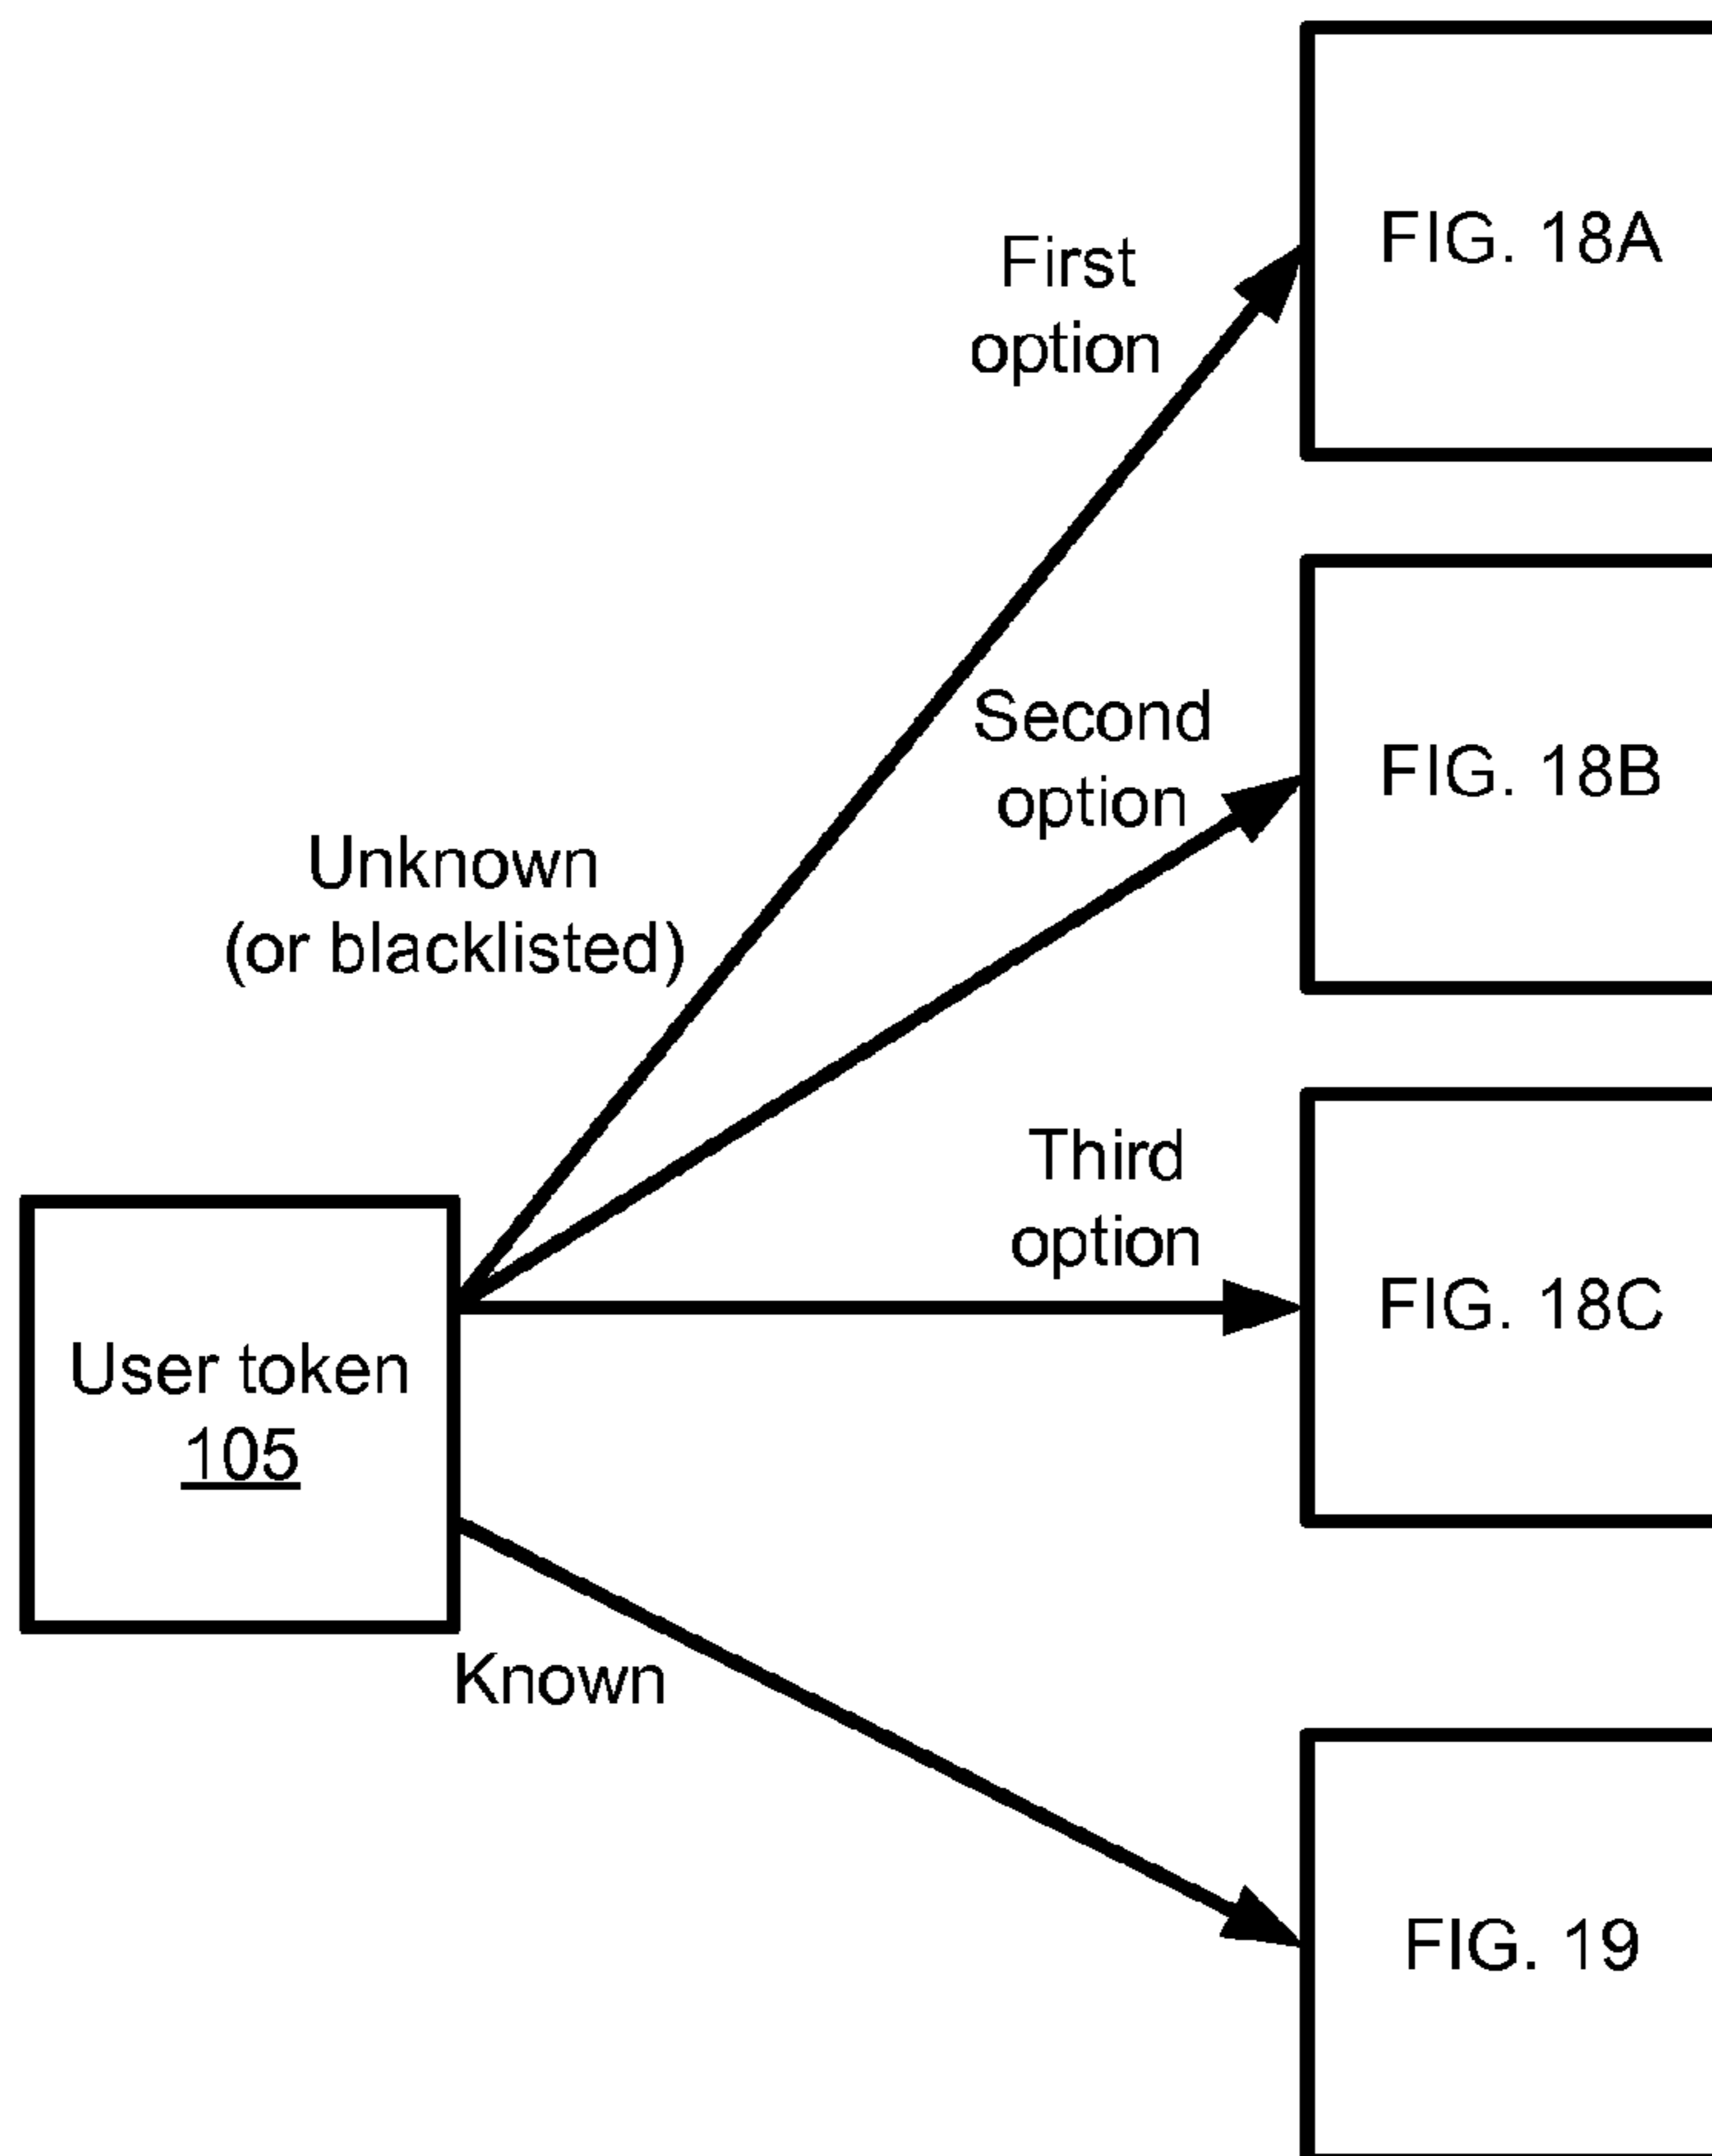 FIG. 18A
First
option
FIG. 18B
Second
option
Unknown
(or blacklisted)
Third
option
FIG. 18C
User token
105
Known
FIG. 19